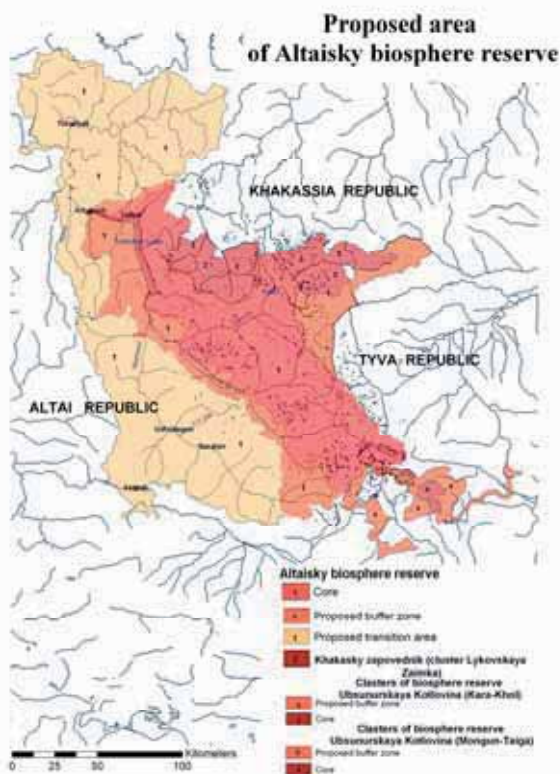 Proposed area
of Altaisky biosphere reserve
KHAKASSIA REPUBLIC
TYVA REPUBLIC
ALTAI REPUBLIC
Altaisky biosphere reserve
Core
Proposed buffer zone
Proposed transition area
Khakasky zapovednik (cluster Lykovskaya
Zaimka)
Clasters of biosphere reserve
Ubsunurskaya Kotlovina (Kara-Khol)
Proposed buffer zone
Core
Clasters of biosphere reserve
Ubsunurskaya Kotlovina (Mongun-Taiga)
Proposed buffer zone
Core
Kilometers
0 25 50 100